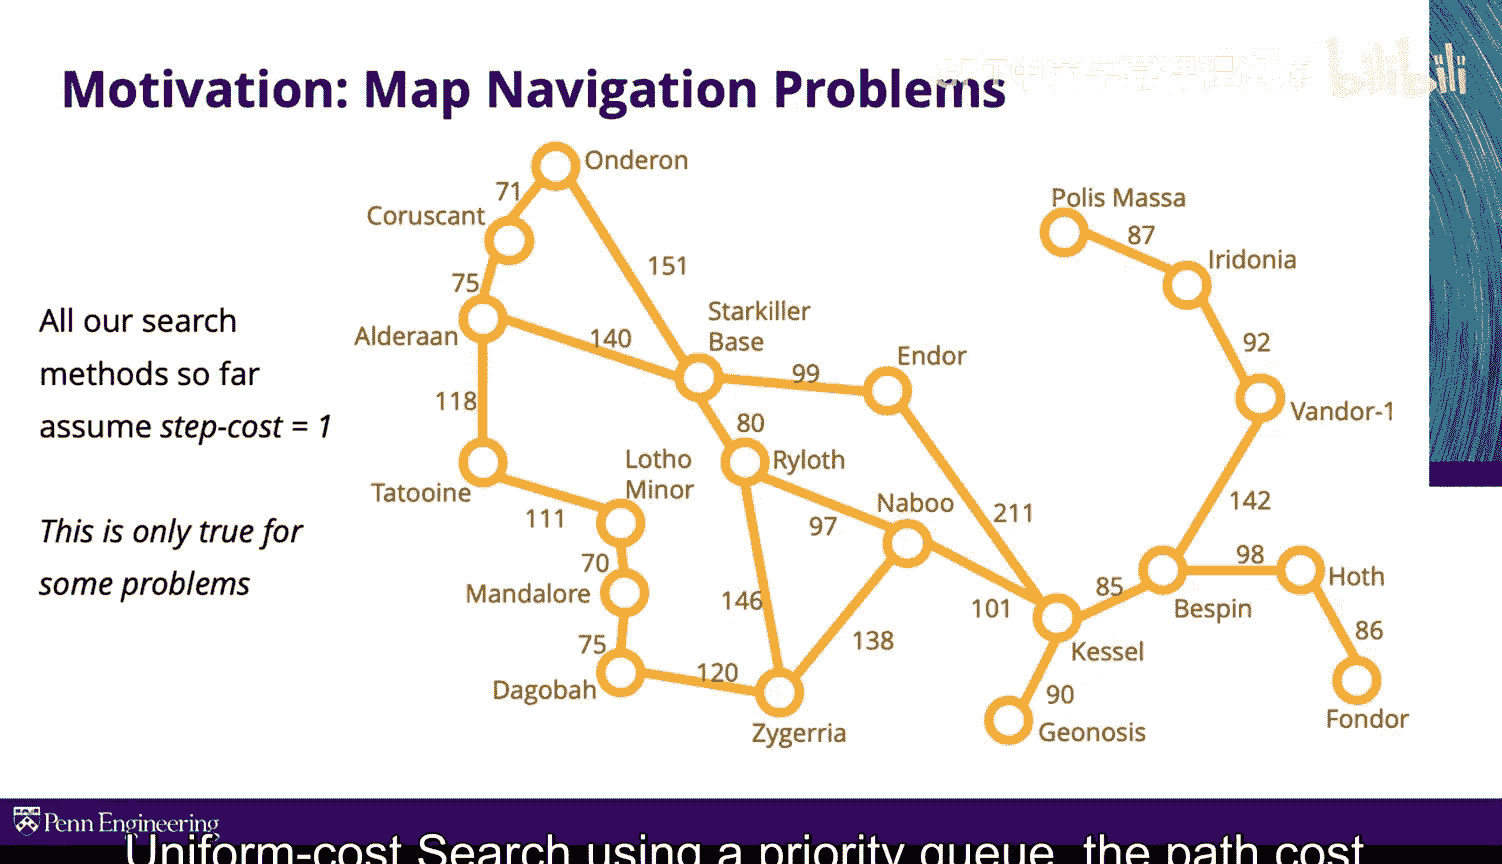 Motivation: Map Navigation Problems
bilibili
Onderon
71
Coruscant
Polis Massa
87
Iridonia
151
75
Starkiller
Base
All our search
Alderaan
140
92
Endor
methods so far
99
118
Vandor-1
assume step-cost = 1
80
Lotho
Minor
Ryloth
Tatooine
Naboo
142
111
97
211
This is only true for
98
70
Hoth
some problems
Mandalore
146
101
85
Bespin
75
138
86
Kessel
120
Dagobah
90
Zygerria
Geonosis
Fondor
Penn Engineering
Uniform-cost Search using a priority queue, the path cost